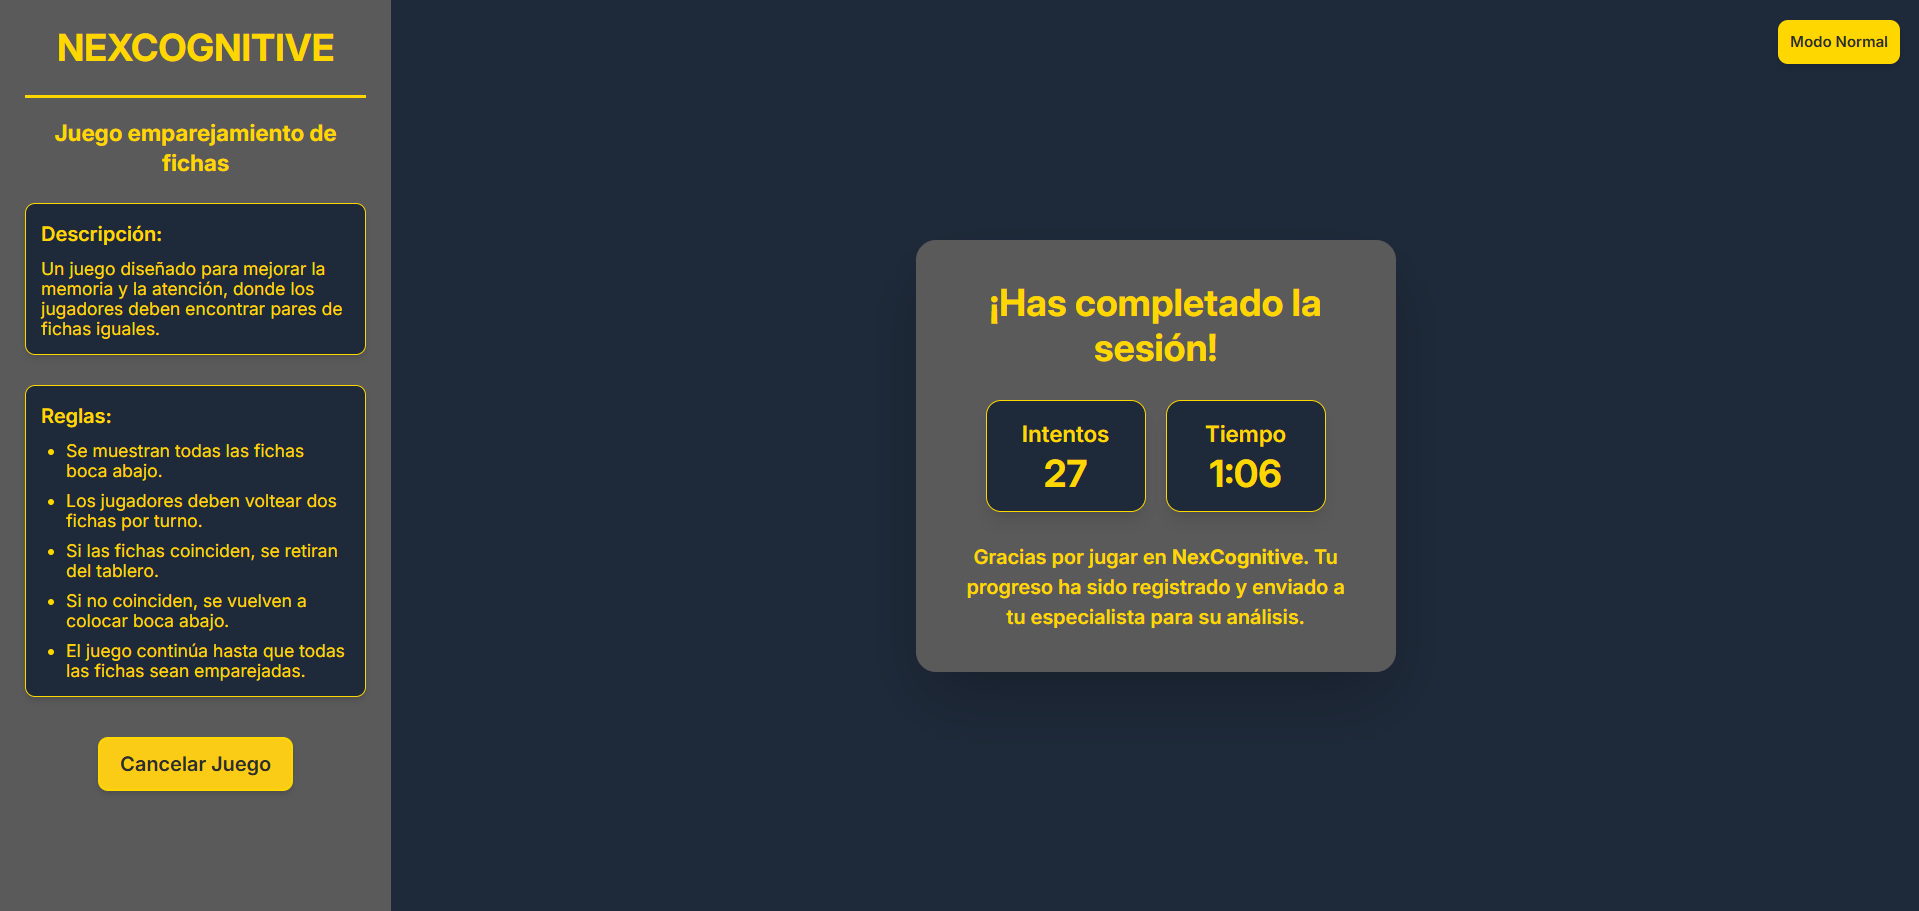 NEXCOGNITIVE
Juego emparejamiento de
fichas
Descripción:
Un juego diseñado para mejorar la
memoria y la atención, donde los
jugadores deben encontrar pares de
fichas iguales.
Reglas:
Se muestran todas las fichas
boca abajo.
Los jugadores deben voltear dos
fichas por turno.
Si las fichas coinciden, se retiran
del tablero.
Si no coinciden, se vuelven a
colocar boca abajo.
El juego continúa hasta que todas
las fichas sean emparejadas.
Cancelar Juego
Modo Normal
¡Has completado la
sesión!
Intentos
27
Tiempo
1:06
Gracias por jugar en NexCognitive. Tu
progreso ha sido registrado y enviado a
tu especialista para su análisis.